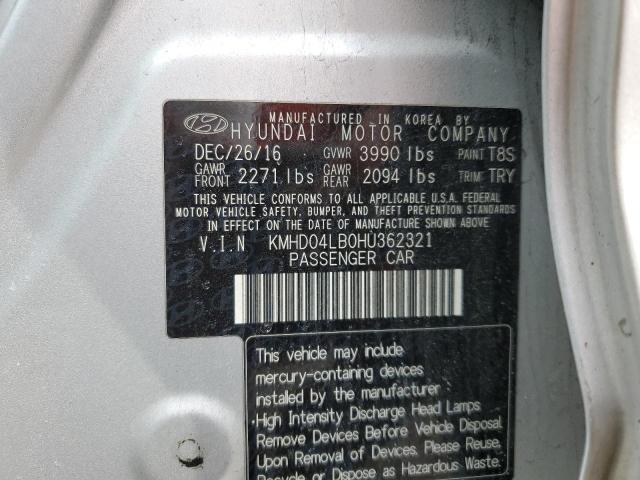 MANUFACTURED IN KOREA BY
HYUNDAI MOTOR COMPANY
DEC/26/16 GVWR 3990 lbs PAINT T8S
GAWR FRONT 2271 lbs GAWR REAR 2094 lbs TRIM TRY
THIS VEHICLE CONFORMS TO ALL APPLICABLE U.S.A. FEDERAL
MOTOR VEHICLE SAFETY, BUMPER, AND THEFT PREVENTION STANDARDS
IN EFFECT ON THE DATE OF MANUFACTURE SHOWN ABOVE
V.I.N KMHD04LB0HU362321
PASSENGER CAR
This vehicle may include
mercury-containing devices
installed by the manufacturer :
• High Intensity Discharge Head Lamps
Remove Devices Before Vehicle Disposal
Upon Removal of Devices, Please Reuse,
Recycle or Dispose as Hazardous Waste.